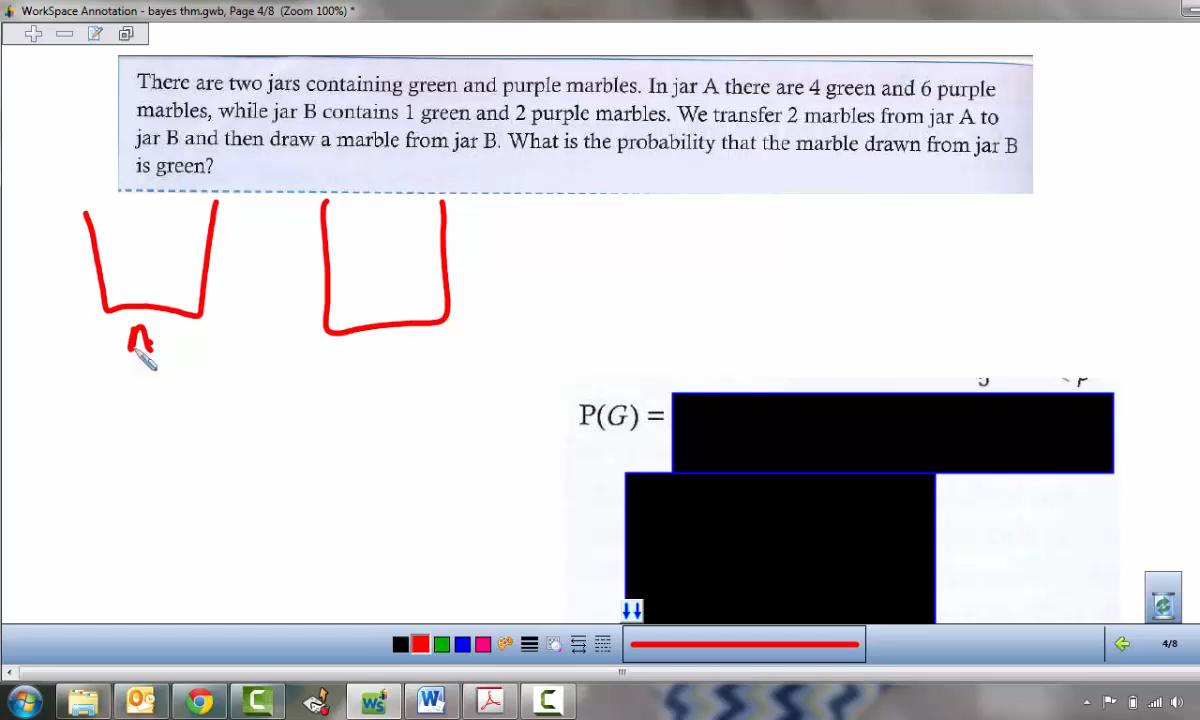 WorkSpace Annotation - bayes thm.gwb, Page 4/8 (Zoom 100%) *
There are two jars containing green and purple marbles. In jar A there are 4 green and 6 purple
marbles, while jar B contains 1 green and 2 purple marbles. We transfer 2 marbles from jar A to
jar B and then draw a marble from jar B. What is the probability that the marble drawn from jar B
is green?
P(G) =
4/8